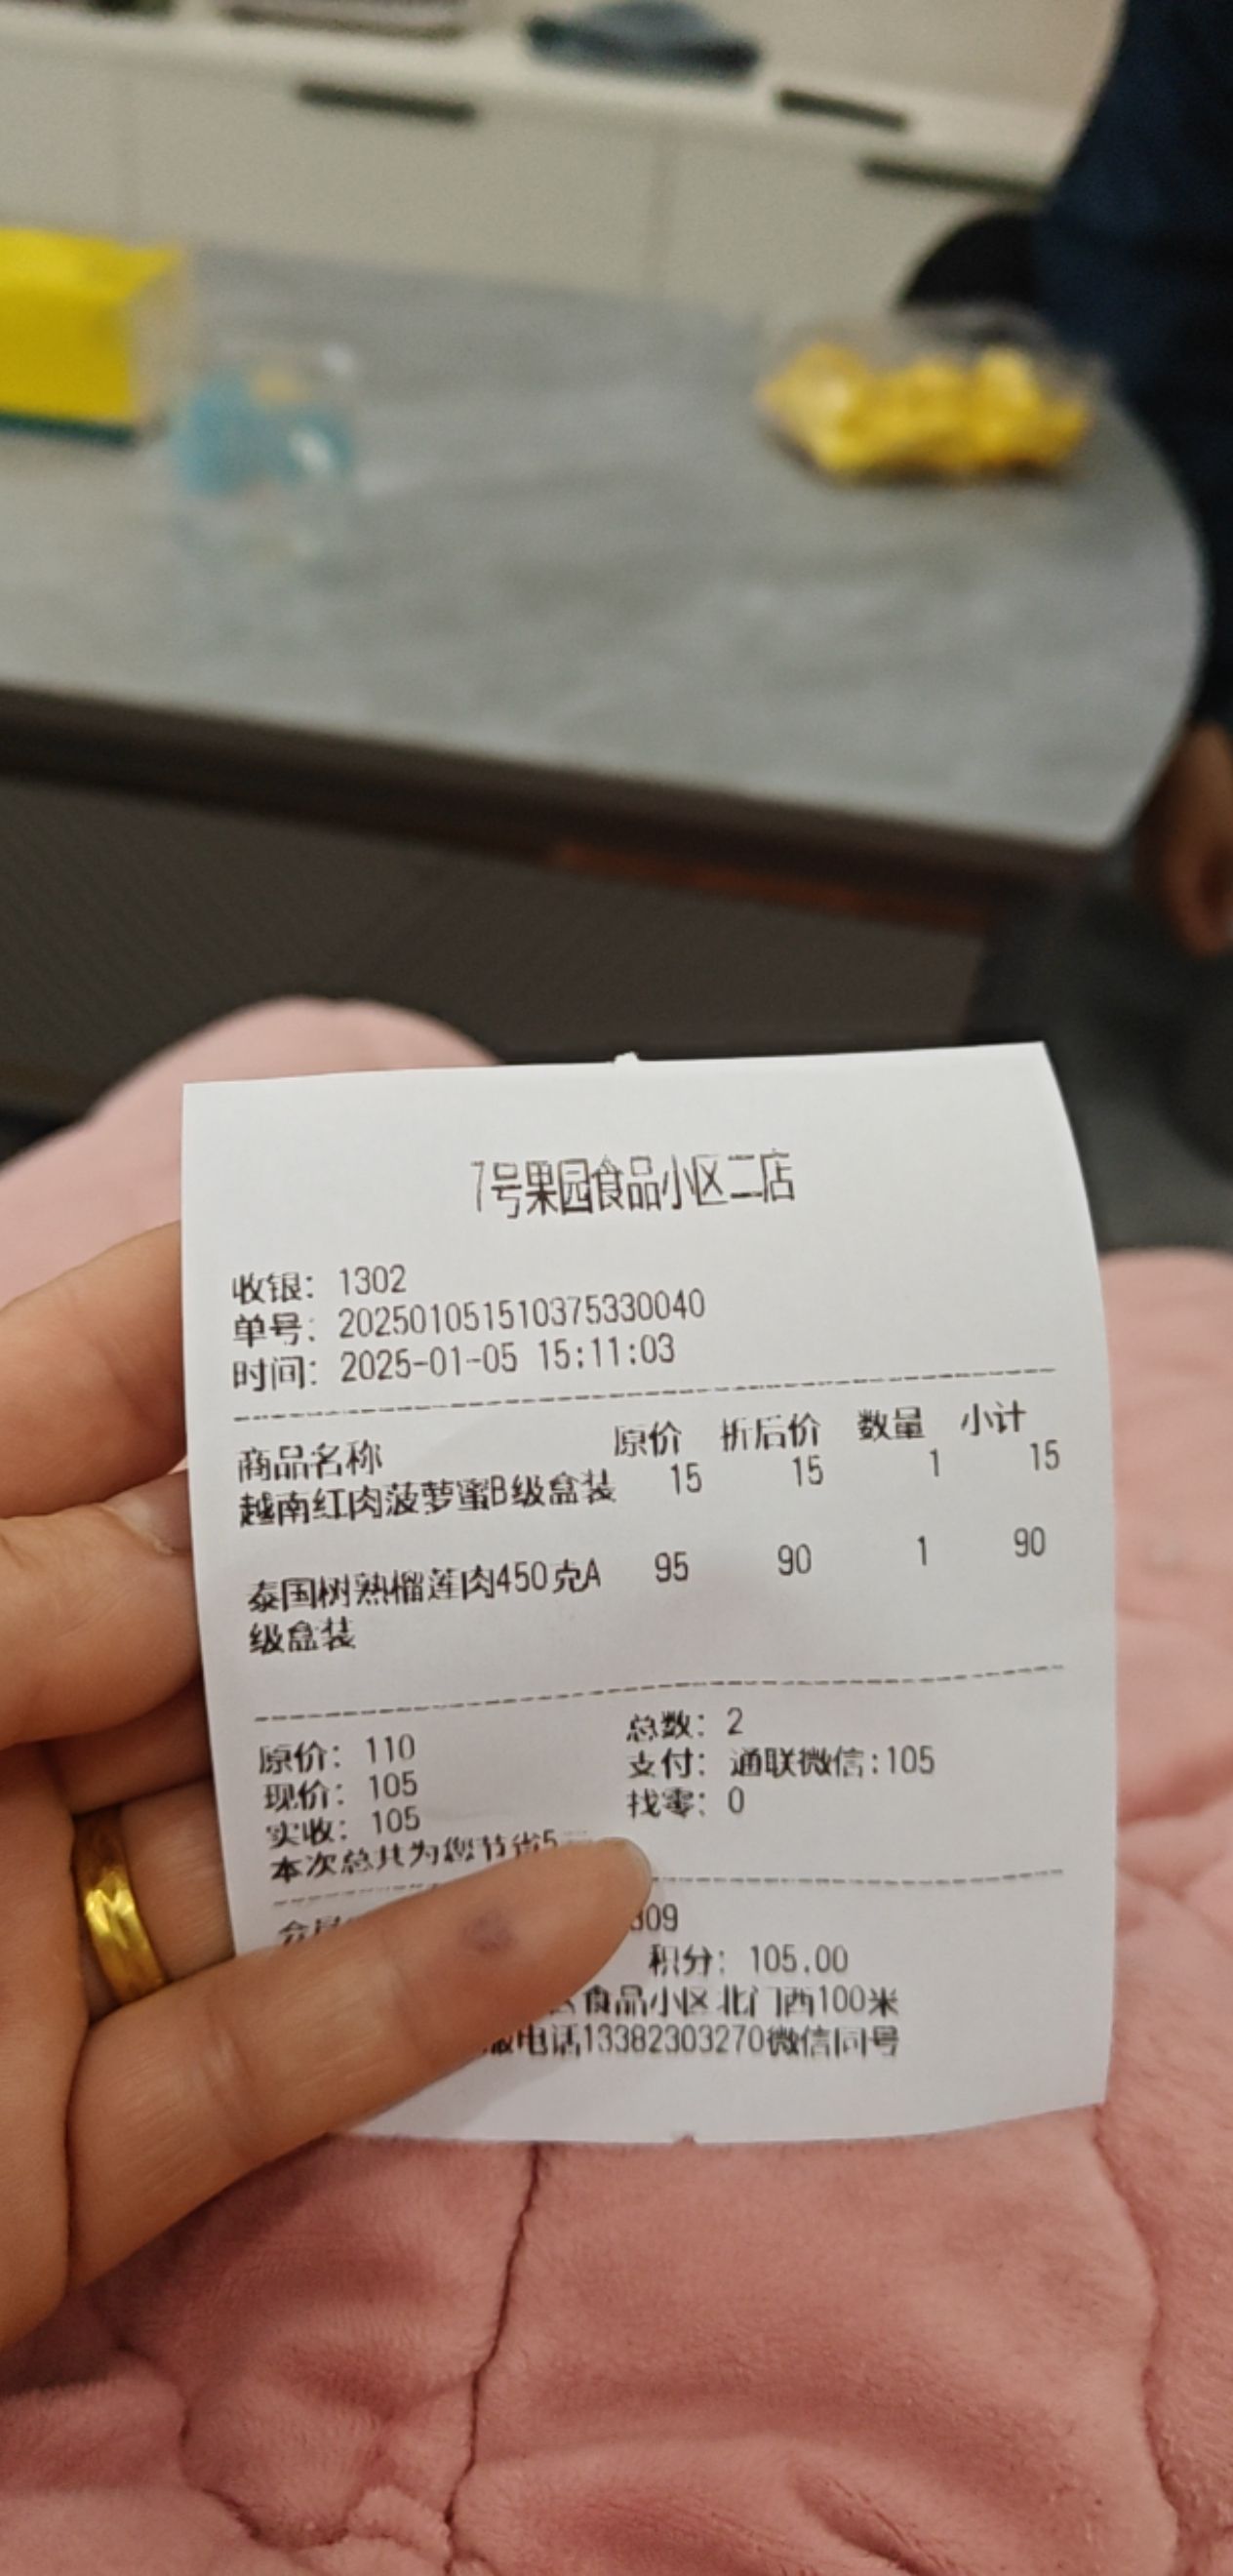 7号果园食品小区二店
收银: 1302
单号: 202501051510375330040
时间: 2025-01-05 15:11:03
商品名称 原价 折后价 数量 小计
越南红肉菠萝蜜B级盒装 15 15 1 15
泰国树熟榴莲肉450克A 95 90 1 90
级盒装
原价: 110 总数: 2
现价: 105 支付: 通联微信:105
实收: 105 找零: 0
本次总共为您节省5
309
积分: 105.00
食品小区北门西100米
服电话13382303270微信同号